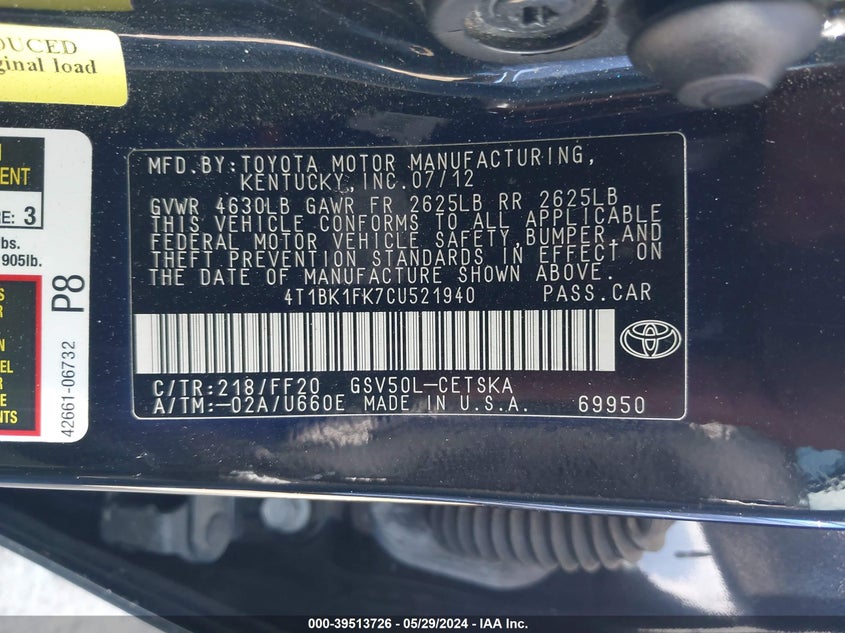 DUCED
ginal load
ENT
RE: 3
bs.
905lb.
P8
42661-06732
MFD.BY:TOYOTA MOTOR MANUFACTURING,
KENTUCKY,INC.07/12
GVWR 4630LB GAWR FR 2625LB RR 2625LB
THIS VEHICLE CONFORMS TO ALL APPLICABLE
FEDERAL MOTOR VEHICLE SAFETY,BUMPER,AND
THEFT PREVENTION STANDARDS IN EFFECT ON
THE DATE OF MANUFACTURE SHOWN ABOVE.
4T1BK1FK7CU521940 PASS.CAR
C/TR:218/FF20 GSV50L-CETSKA
A/TM:-02A/U660E MADE IN U.S.A. 69950
000-39513726 - 05/29/2024 - IAA Inc.